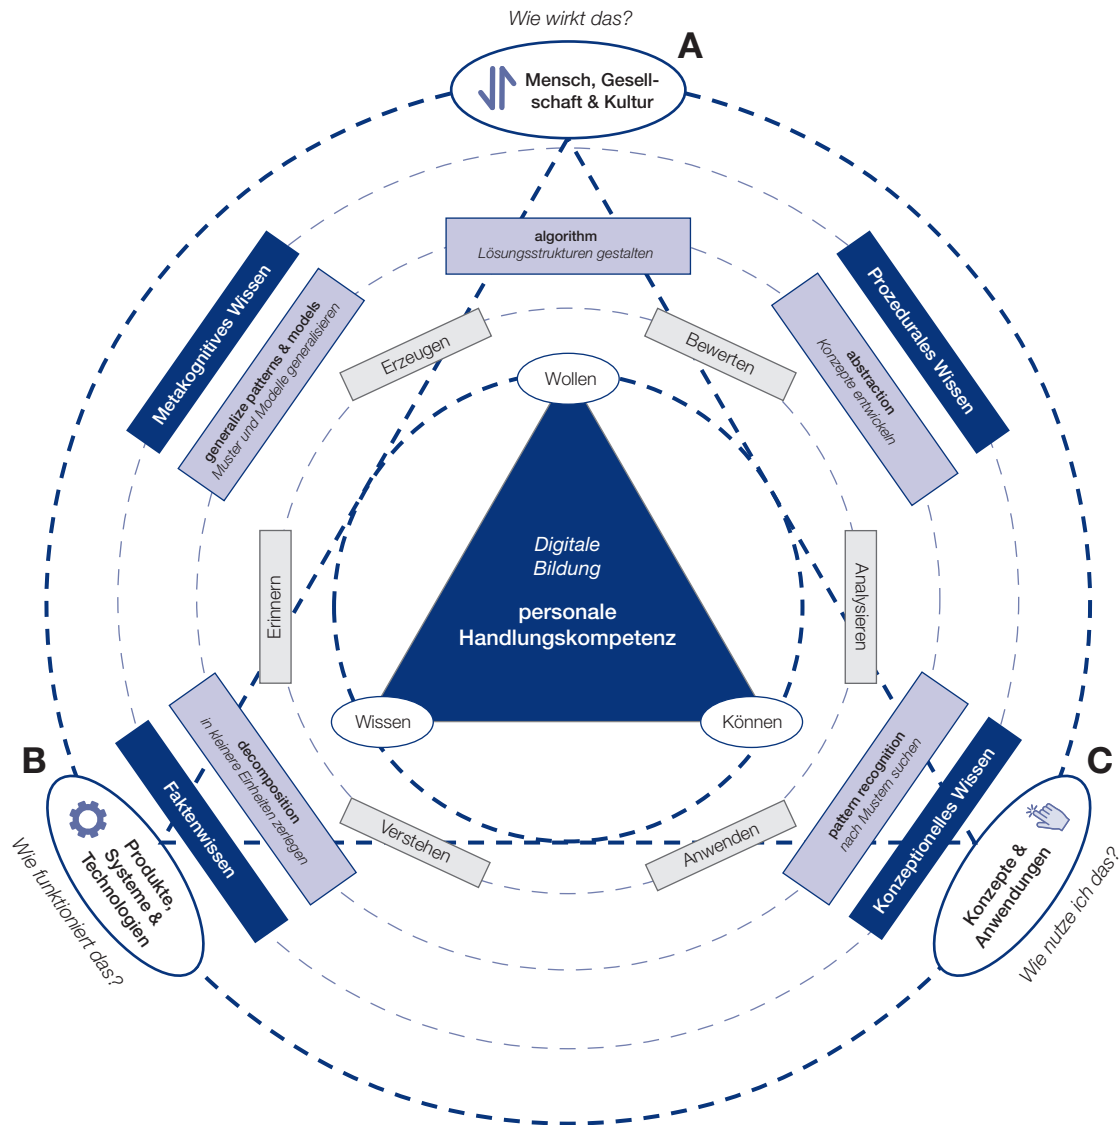 Wie wirkt das?
A
Mensch, Gesell-
schaft & Kultur
algorithm
Lösungsstrukturen gestalten
Metakognitives Wissen
generalize patterns & models
Muster und Modelle generalisieren
Prozedurales Wissen
abstraction
Konzepte entwickeln
Erzeugen
Bewerten
Wollen
Digitale
Bildung
personale
Handlungskompetenz
Erinnern
Analysieren
Wissen
Können
B
Produkte,
Systeme &
Technologien
Wie funktioniert das?
Faktenwissen
decomposition
in kleinere Einheiten zerlegen
Verstehen
Anwenden
pattern recognition
nach Mustern suchen
Konzeptionelles Wissen
C
Konzepte &
Anwendungen
Wie nutze ich das?